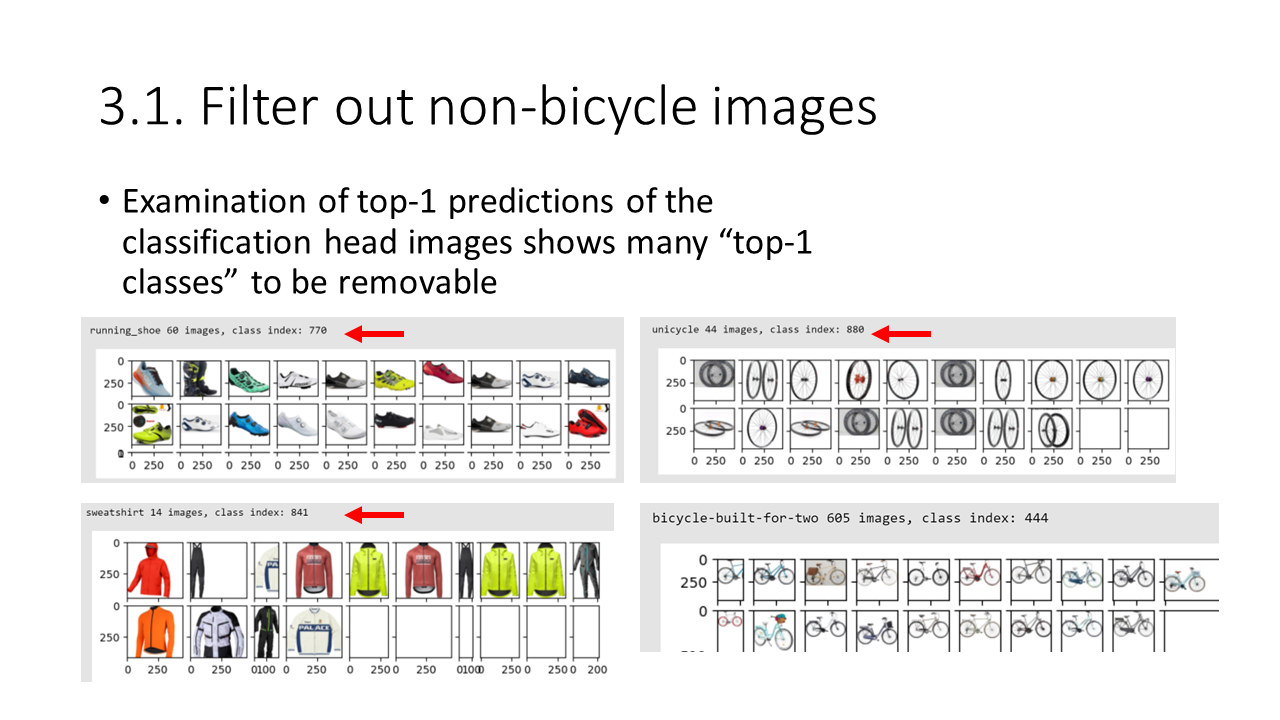 3.1. Filter out non-bicycle images
• Examination of top-1 predictions of the
classification head images shows many “top-1
classes” to be removable
running_shoe 60 images, class index: 770
0
250
0
250
0 250 0 250 0 250 0 250 0 250 0 250 0 250 0 250 0 250 0 250
unicycle 44 images, class index: 880
0
250
0
250
0 250 0 250 0 250 0 250 0 250 0 250 0 250 0 250 0 250 0 250
sweatshirt 14 images, class index: 841
0
250
0
PALACE
250
0 250 0 250 0 100 0 250 0 250 0 250 0 100 0 250 0 250 0 200
bicycle-built-for-two 605 images, class index: 444
0
250
0